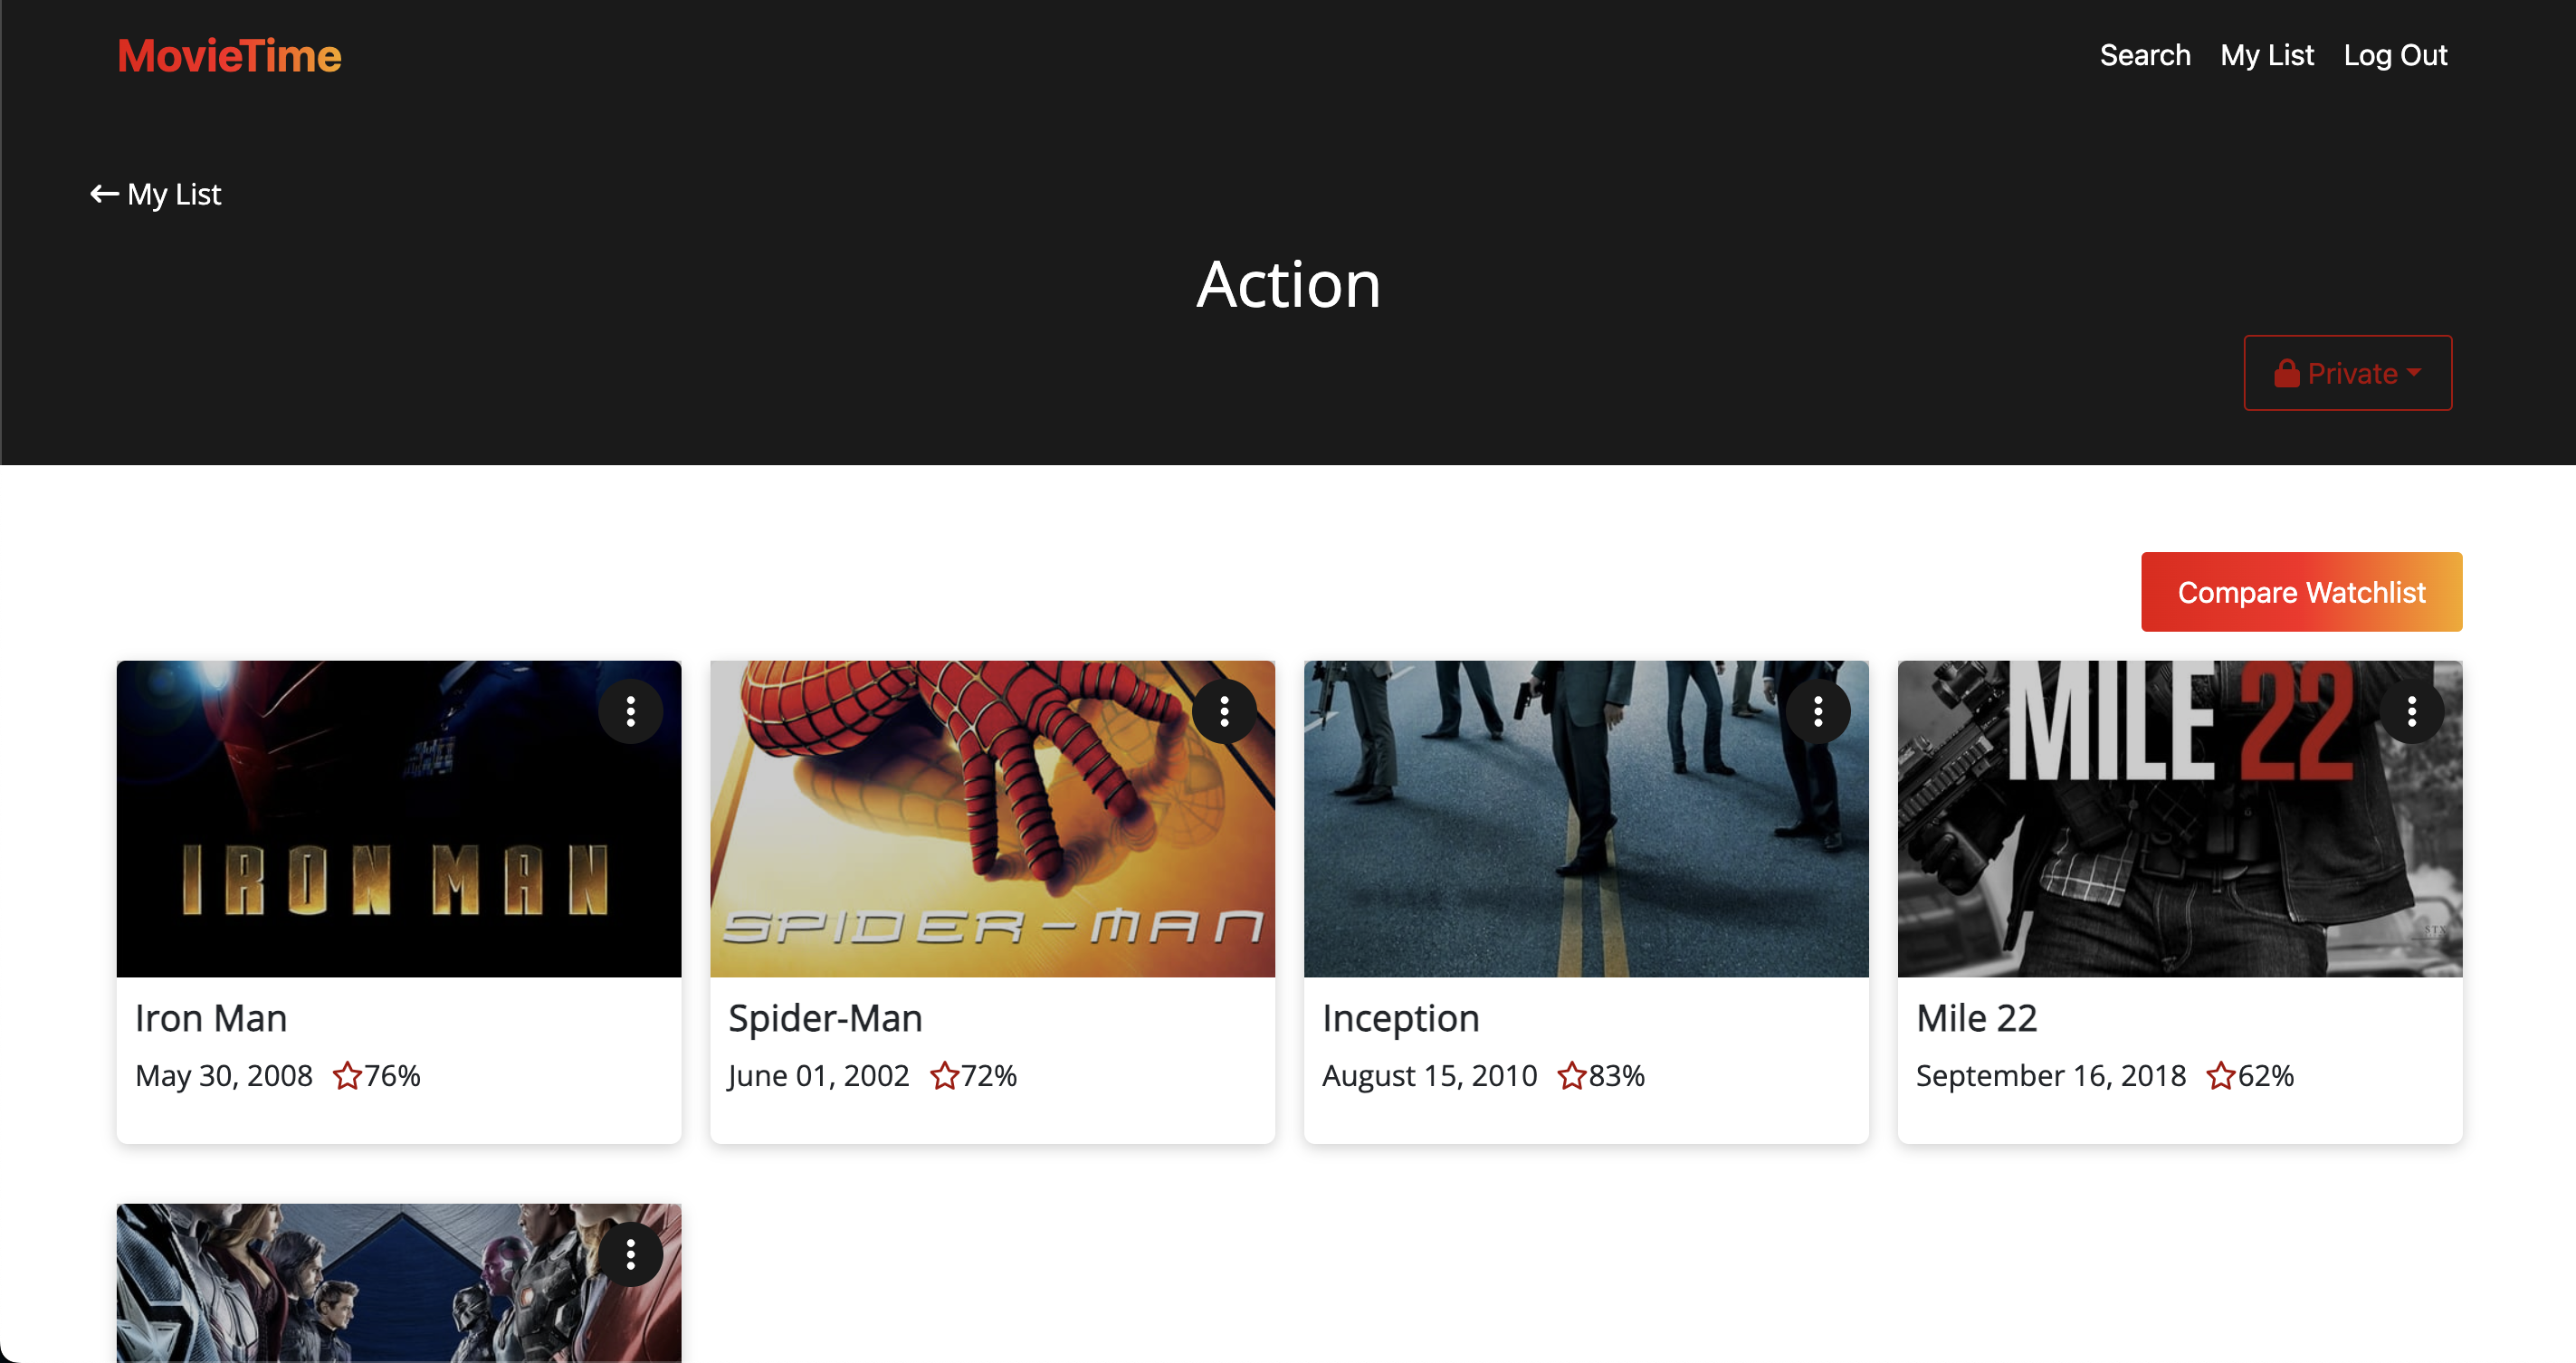 MovieTime
Search My List Log Out
← My List
Action
Private
Compare Watchlist
IRON MAN
SPIDER-MAN
MILE 22
STX
Iron Man
Spider-Man
Inception
Mile 22
May 30, 2008 ☆76%
June 01, 2002 ☆72%
August 15, 2010 ☆83%
September 16, 2018 ☆62%